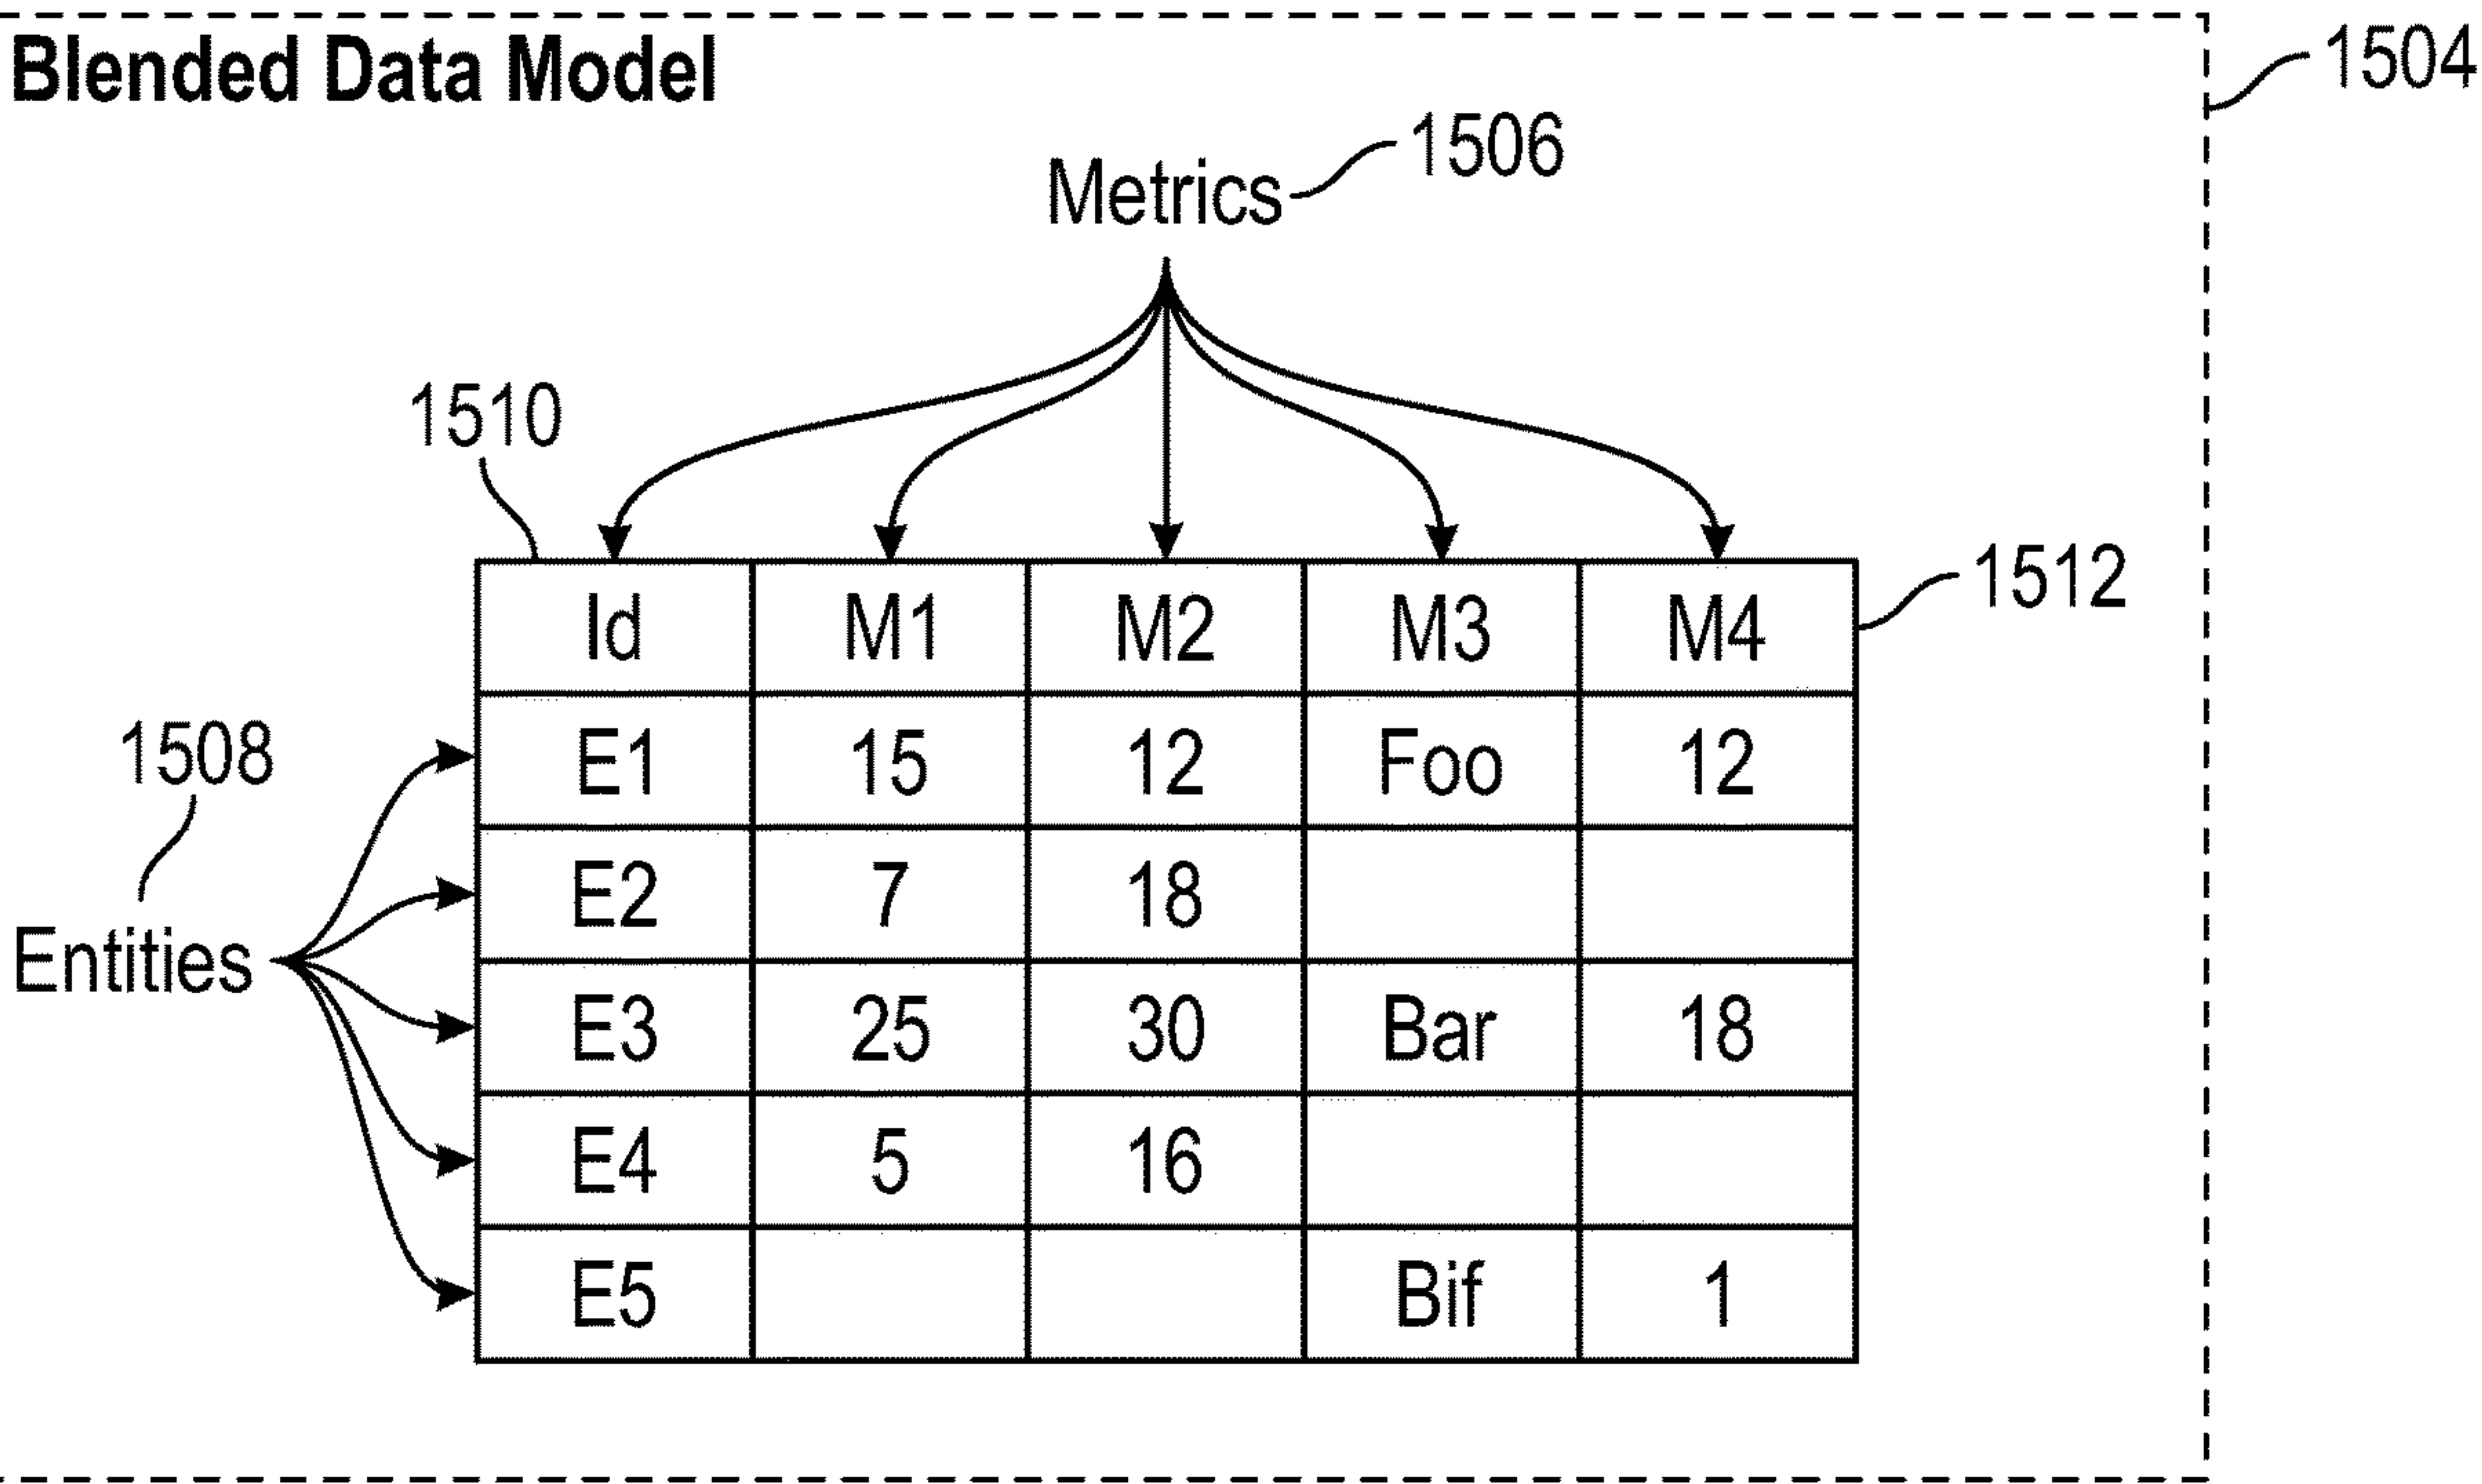 Blended Data Model
1504
1506
Metrics
1510
1512
Id M1 M2 M3 M4
E1 15 12 Foo 12
1508
E2 7 18
Entities
E3 25 30 Bar 18
E4 5 16
E5 Bif 1